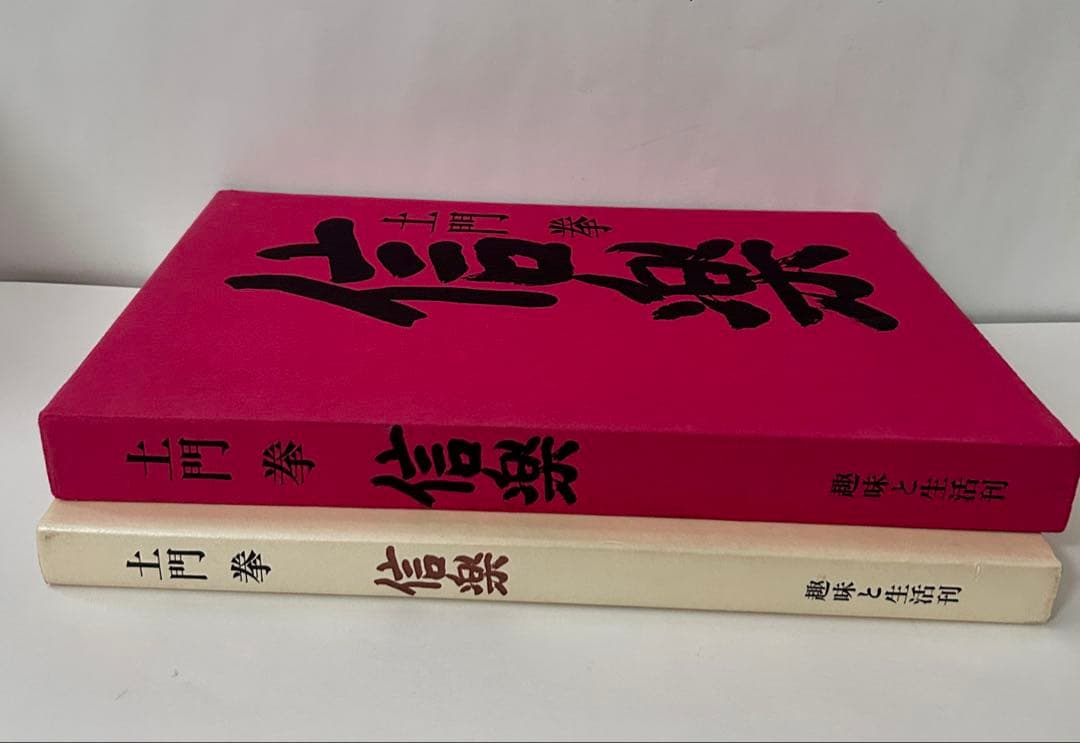 土門 拳
信楽
土門 拳 信楽 趣味と生活刊
土門 拳 信楽 趣味と生活刊